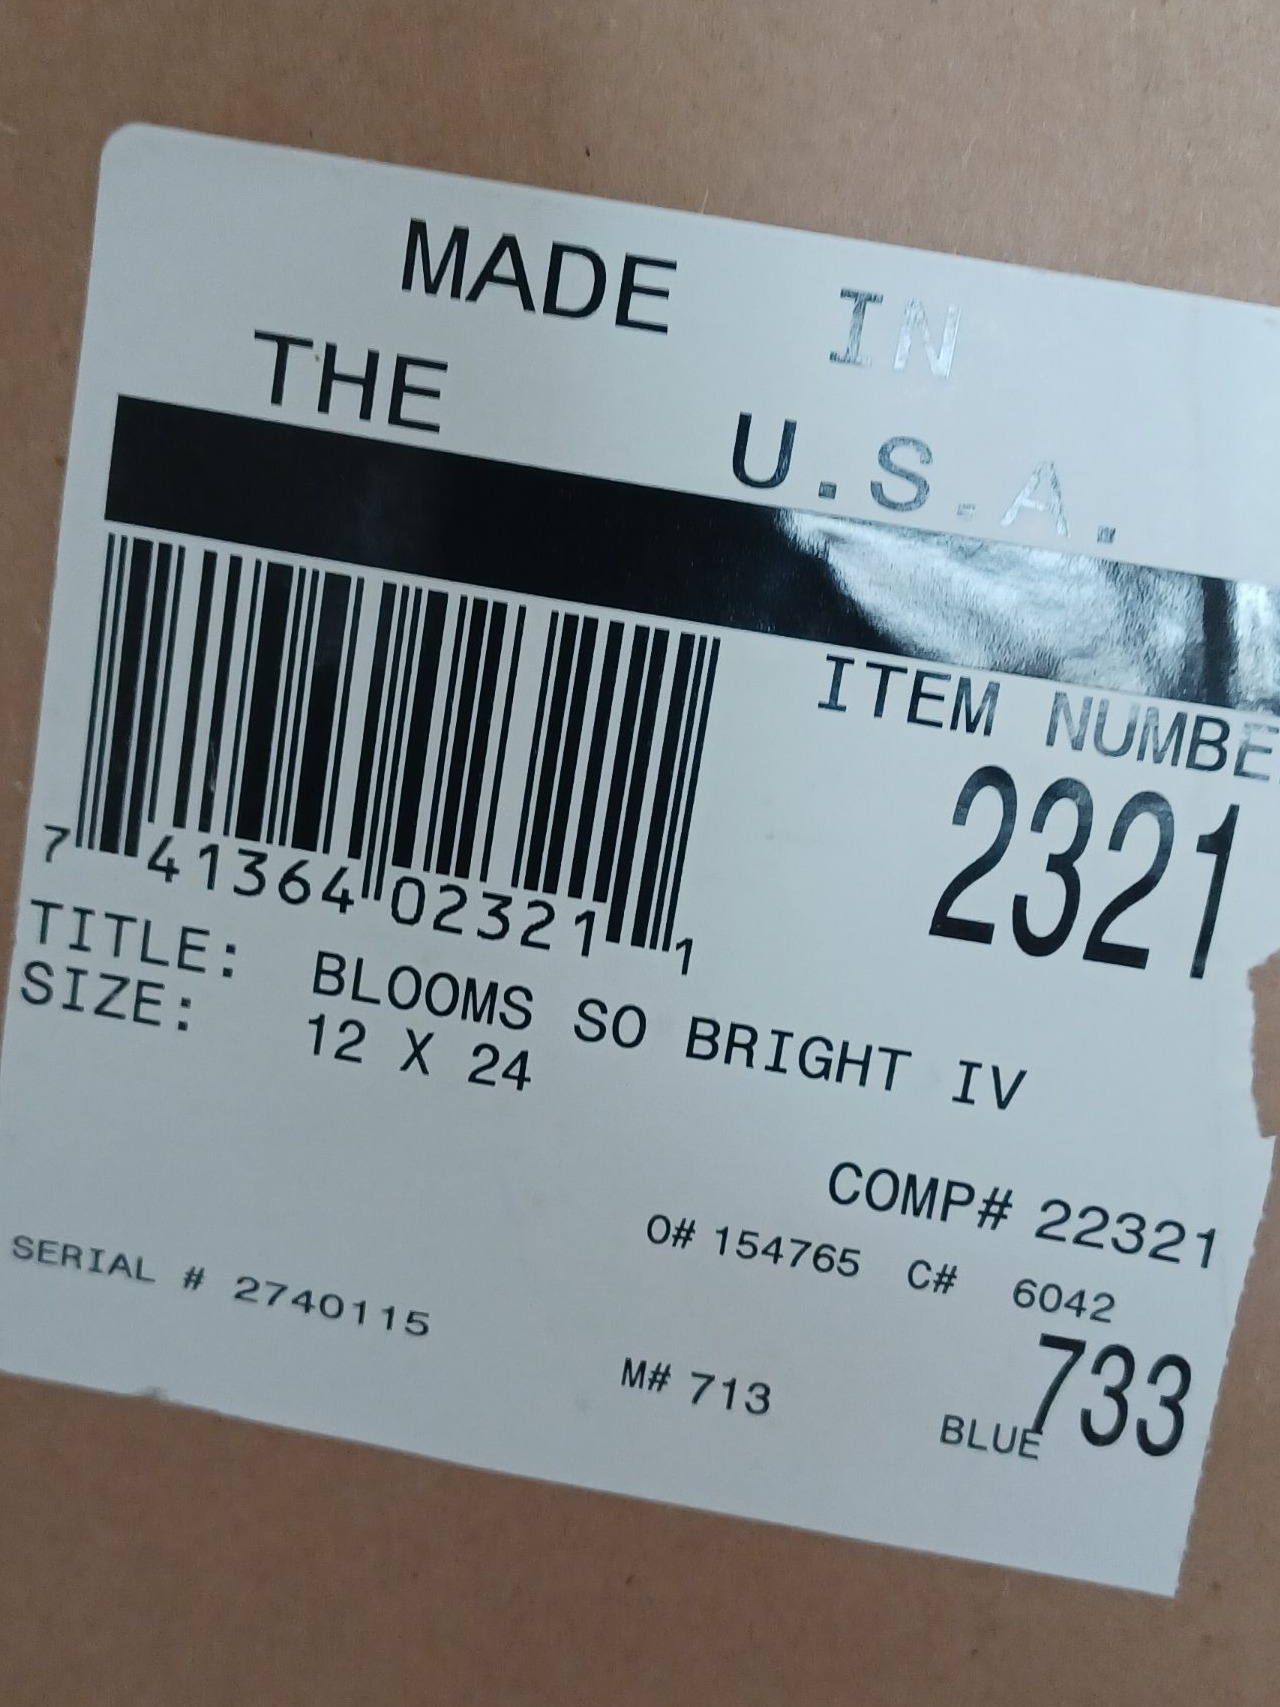 MADE IN
THE U.S.A.
ITEM NUMBE
2321
7 41364 02321 1
TITLE: BLOOMS SO BRIGHT IV
SIZE: 12 X 24
COMP# 22321
O# 154765 C# 6042
SERIAL # 2740115
M# 713
BLUE 733